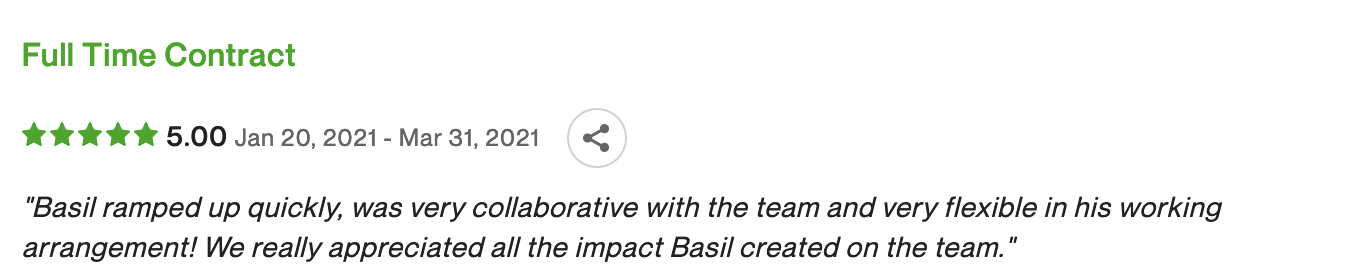 Full Time Contract
5.00 Jan 20, 2021 - Mar 31, 2021
"Basil ramped up quickly, was very collaborative with the team and very flexible in his working
arrangement! We really appreciated all the impact Basil created on the team."